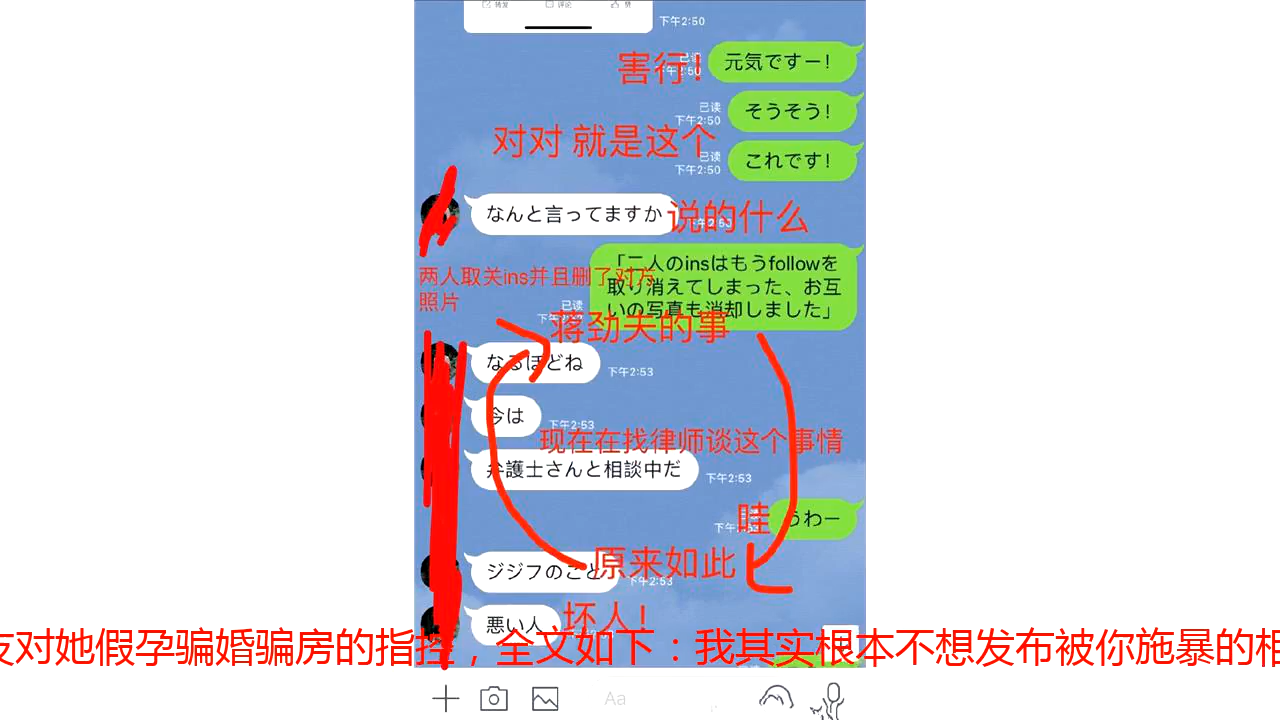 转发 评论 赞
下午2:50
元気ですー!
已读
下午2:50
害行!
そうそう!
已读
下午2:50
对对 就是这个
これです!
已读
下午2:50
なんと言ってますか
说的什么
「二人のinsはもうfollowを
取り消えてしまった、お互
いの写真も消却しました」
两人取关ins并且删了对方
照片
已读
蒋劲夫的事
なるほどね
下午2:53
今は
下午2:53
现在在找律师谈这个事情
弁護士さんと相談中だ
下午2:53
うわー
哇
ジジフのこと
下午2:53
原来如此
悪い人
坏人!
友对她假孕骗婚骗房的指控，全文如下：我其实根本不想发布被你施暴的相
Aa